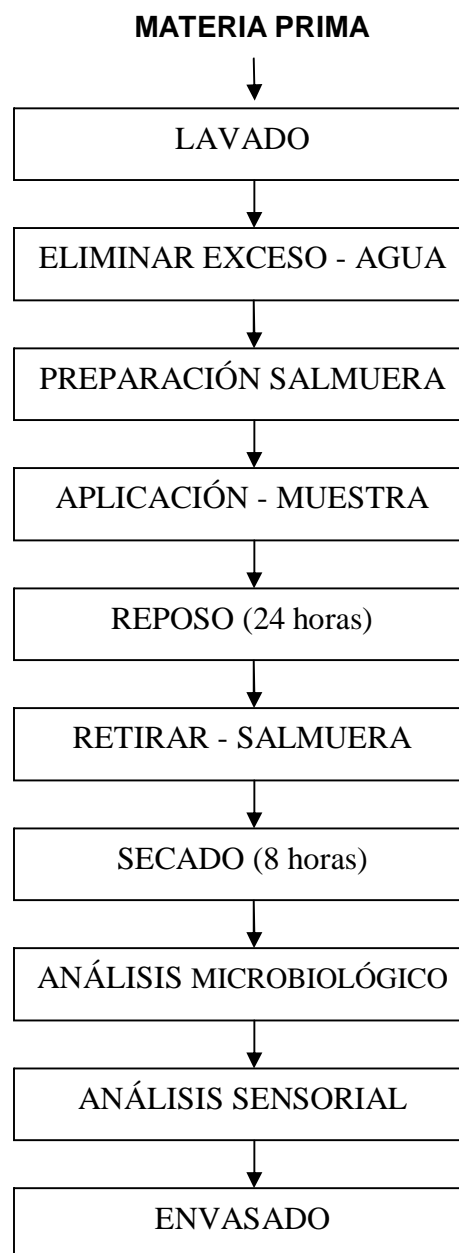 MATERIA PRIMA
LAVADO
ELIMINAR EXCESO - AGUA
PREPARACIÓN SALMUERA
APLICACIÓN - MUESTRA
REPOSO (24 horas)
RETIRAR - SALMUERA
SECADO (8 horas)
ANÁLISIS MICROBIOLÓGICO
ANÁLISIS SENSORIAL
ENVASADO